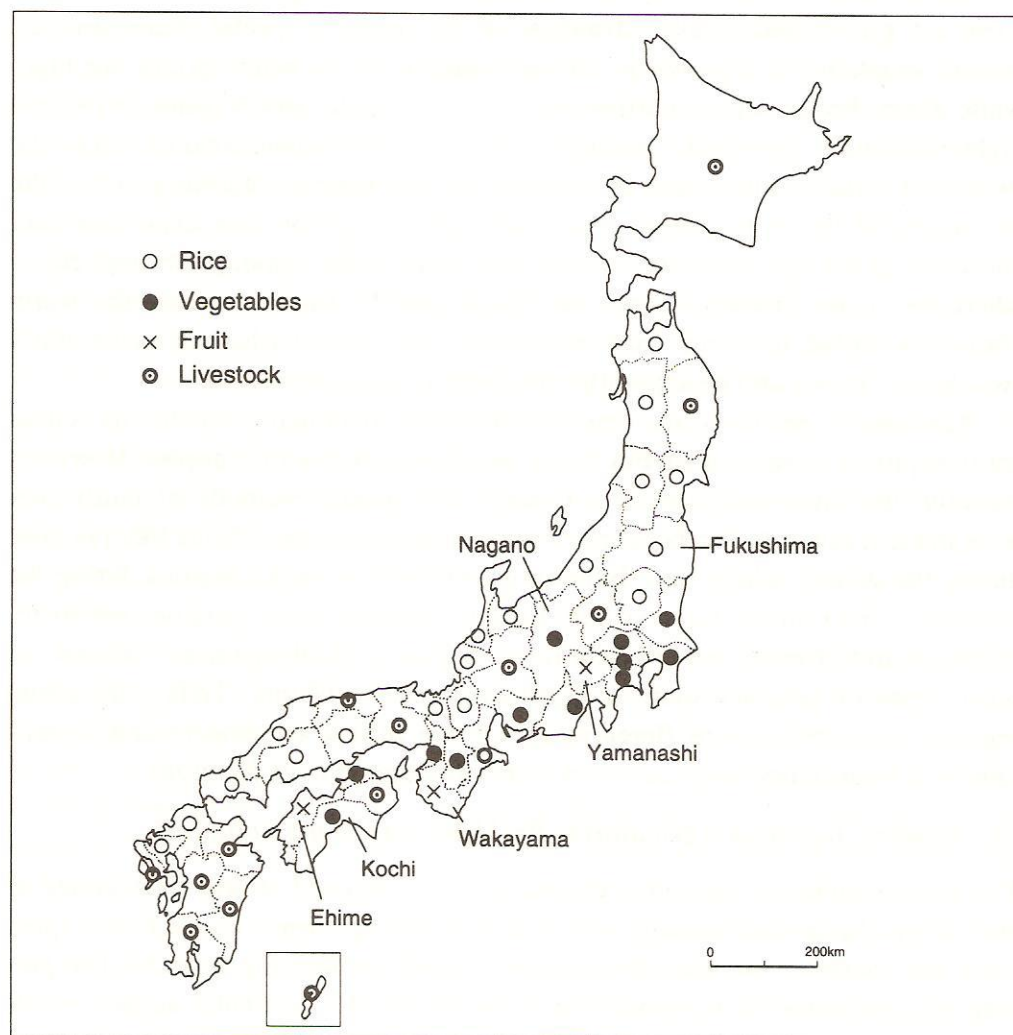 Rice
Vegetables
Fruit
Livestock
Nagano
Fukushima
Yamanashi
Wakayama
Kochi
Ehime
0 200km